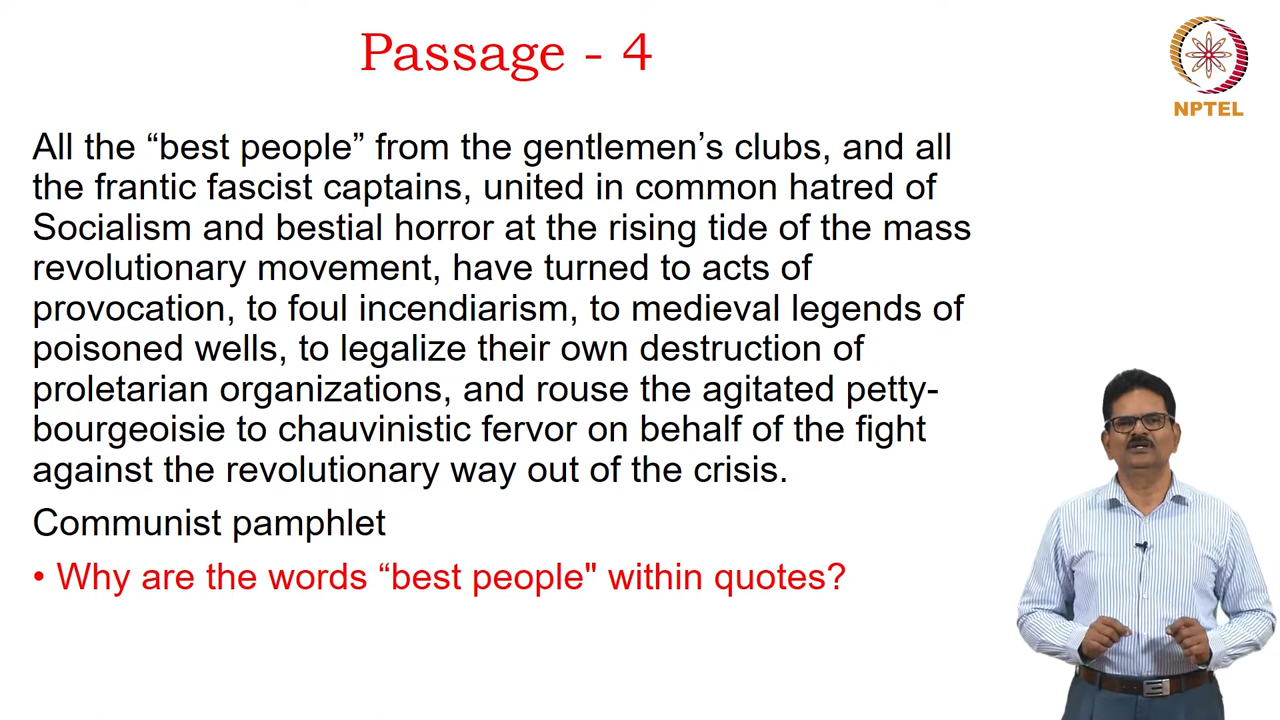 Passage - 4
NPTEL
All the “best people” from the gentlemen’s clubs, and all
the frantic fascist captains, united in common hatred of
Socialism and bestial horror at the rising tide of the mass
revolutionary movement, have turned to acts of
provocation, to foul incendiarism, to medieval legends of
poisoned wells, to legalize their own destruction of
proletarian organizations, and rouse the agitated petty-
bourgeoisie to chauvinistic fervor on behalf of the fight
against the revolutionary way out of the crisis.
Communist pamphlet
• Why are the words “best people" within quotes?